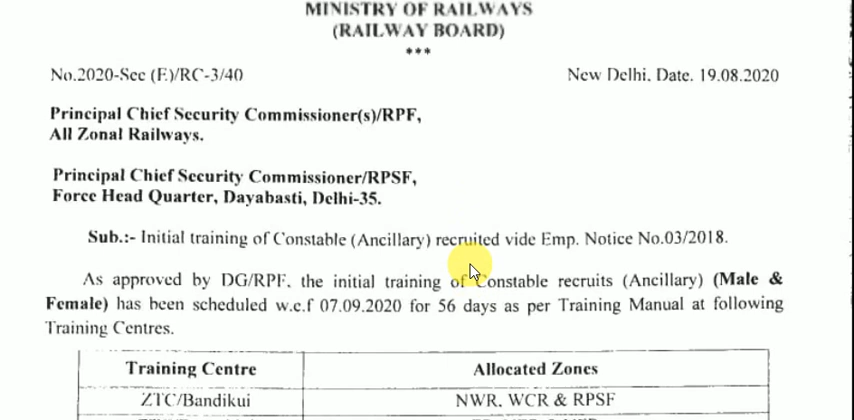 MINISTRY OF RAILWAYS
(RAILWAY BOARD)
***
No.2020-Sec (E)/RC-3/40 New Delhi. Date. 19.08.2020
Principal Chief Security Commissioner(s)/RPF,
All Zonal Railways.
Principal Chief Security Commissioner/RPSF,
Force Head Quarter, Dayabasti, Delhi-35.
Sub.:- Initial training of Constable (Ancillary) recruited vide Emp. Notice No.03/2018.
As approved by DG/RPF, the initial training of Constable recruits (Ancillary) (Male &
Female) has been scheduled w.e.f 07.09.2020 for 56 days as per Training Manual at following
Training Centres.
Training Centre Allocated Zones
ZTC/Bandikui NWR, WCR & RPSF